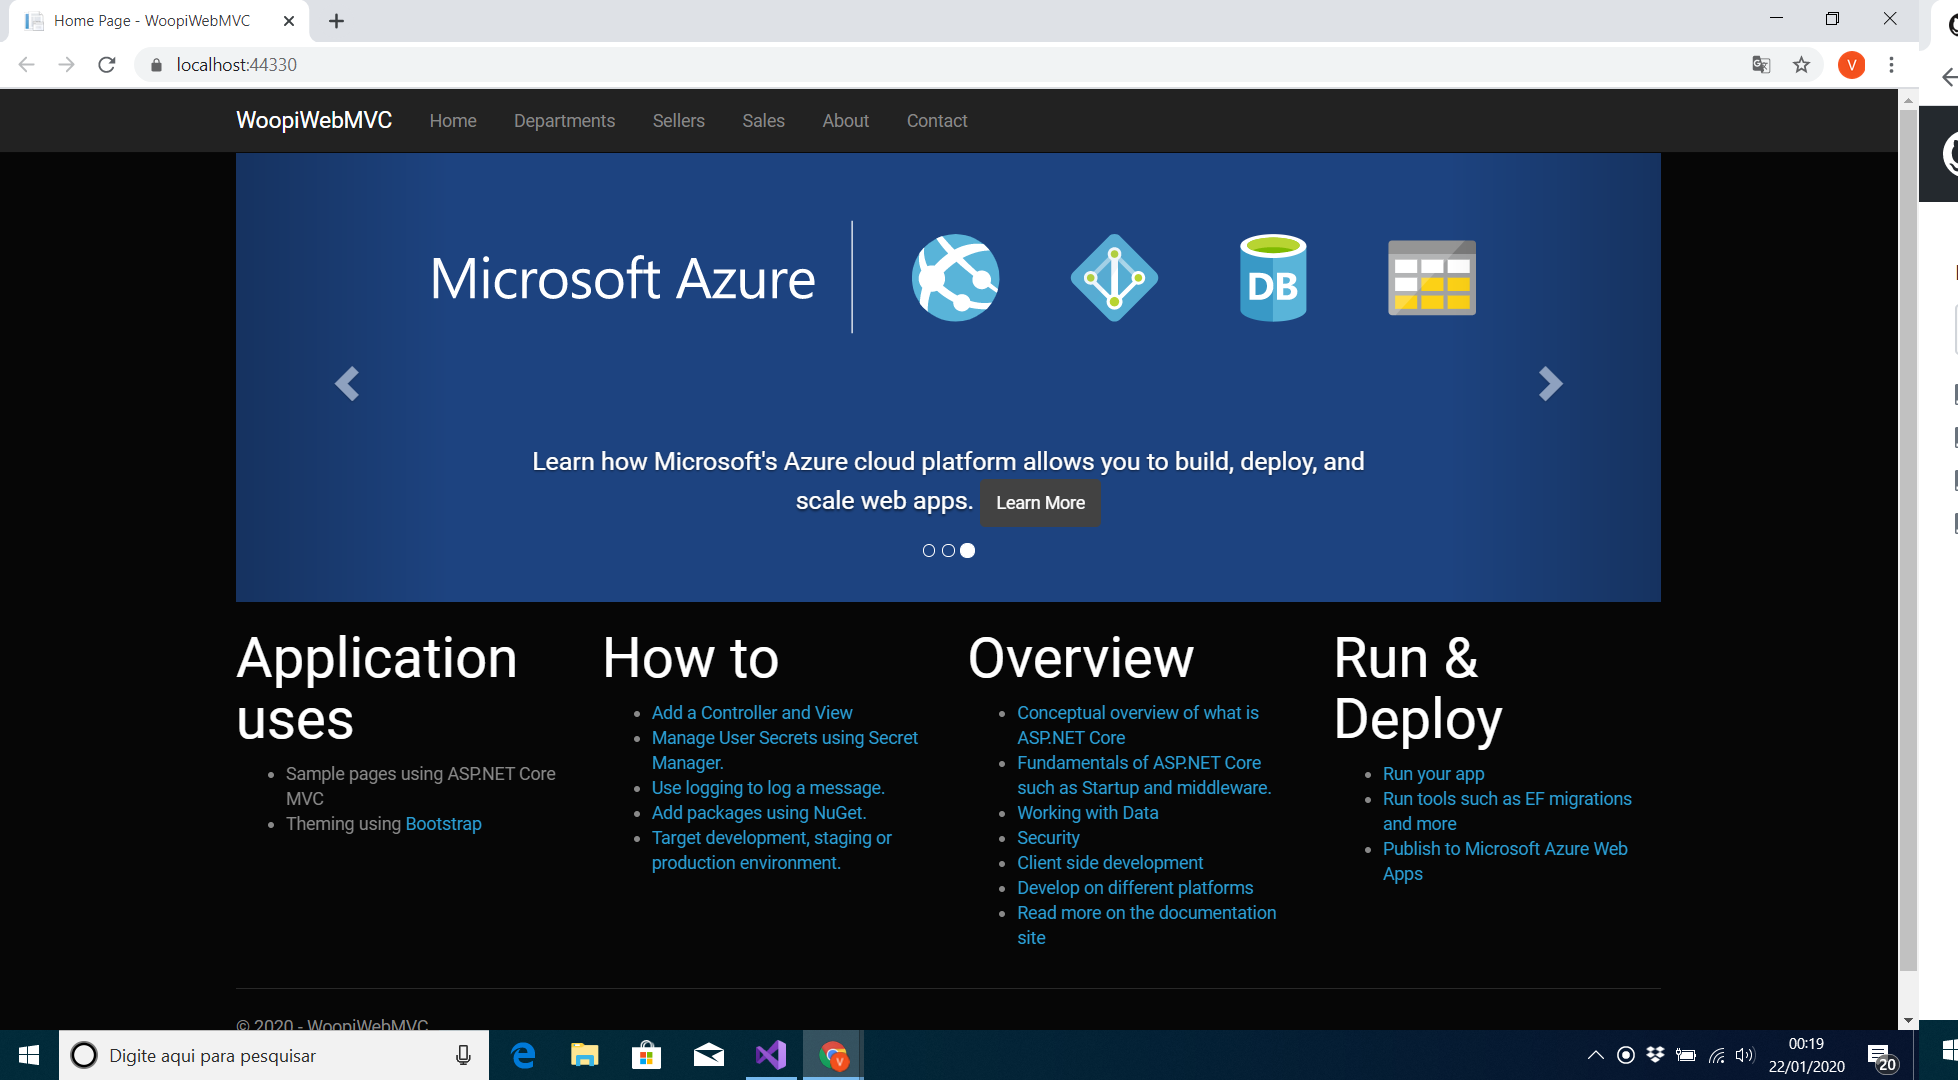 Home Page - WoopiWebMVC
localhost:44330
V
WoopiWebMVC Home Departments Sellers Sales About Contact
Microsoft Azure
DB
Learn how Microsoft's Azure cloud platform allows you to build, deploy, and
scale web apps. Learn More
Application
uses
Sample pages using ASP.NET Core
MVC
Theming using Bootstrap
How to
Add a Controller and View
Manage User Secrets using Secret
Manager.
Use logging to log a message.
Add packages using NuGet.
Target development, staging or
production environment.
Overview
Conceptual overview of what is
ASP.NET Core
Fundamentals of ASP.NET Core
such as Startup and middleware.
Working with Data
Security
Client side development
Develop on different platforms
Read more on the documentation
site
Run &
Deploy
Run your app
Run tools such as EF migrations
and more
Publish to Microsoft Azure Web
Apps
© 2020 - WoopiWebMVC
Digite aqui para pesquisar
V
00:19
22/01/2020
20